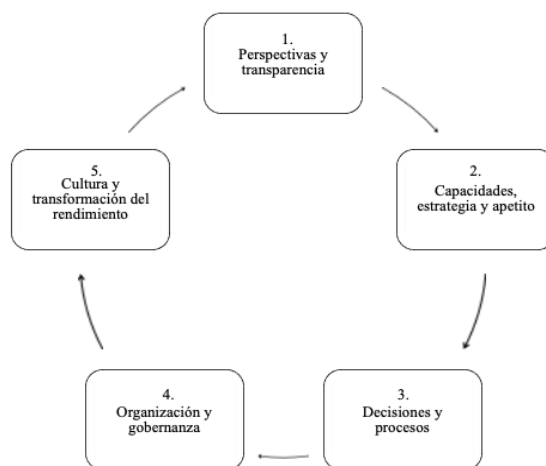 1.
Perspectivas y
transparencia
2.
Capacidades,
estrategia y apetito
3.
Decisiones y
procesos
4.
Organización y
gobernanza
5.
Cultura y
transformación del
rendimiento